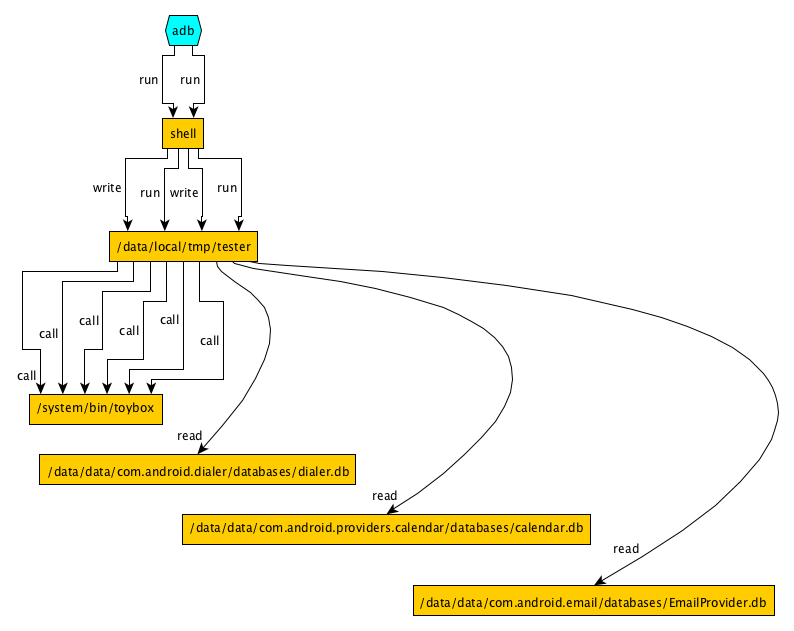 adb
run run
shell
write run write run
/data/local/tmp/tester
call call call call call call
/system/bin/toybox
read
/data/data/com.android.dialer/databases/dialer.db
read
/data/data/com.android.providers.calendar/databases/calendar.db
read
/data/data/com.android.email/databases/EmailProvider.db